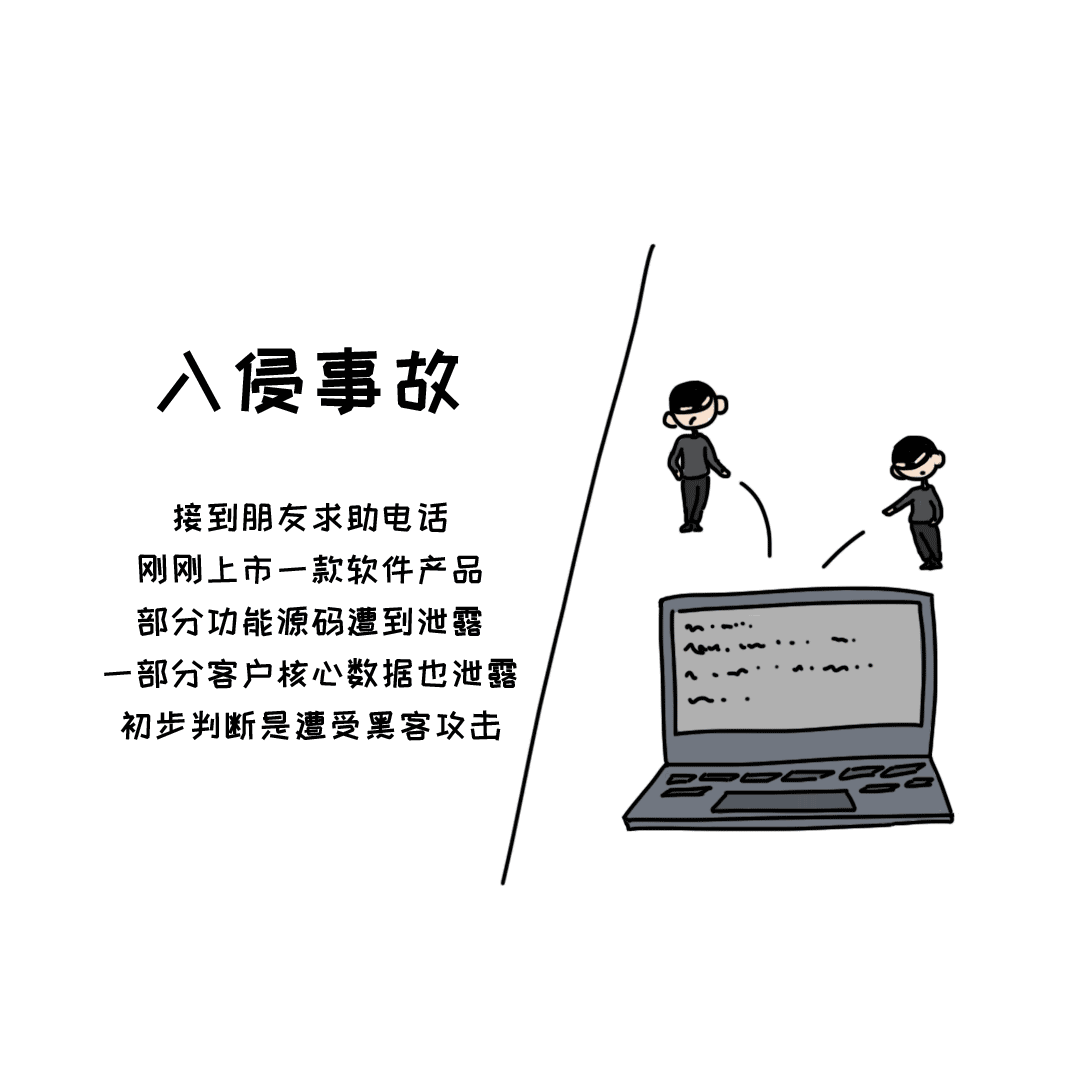 入侵事故
接到朋友求助电话
刚刚上市一款软件产品
部分功能源码遭到泄露
一部分客户核心数据也泄露
初步判断是遭受黑客攻击